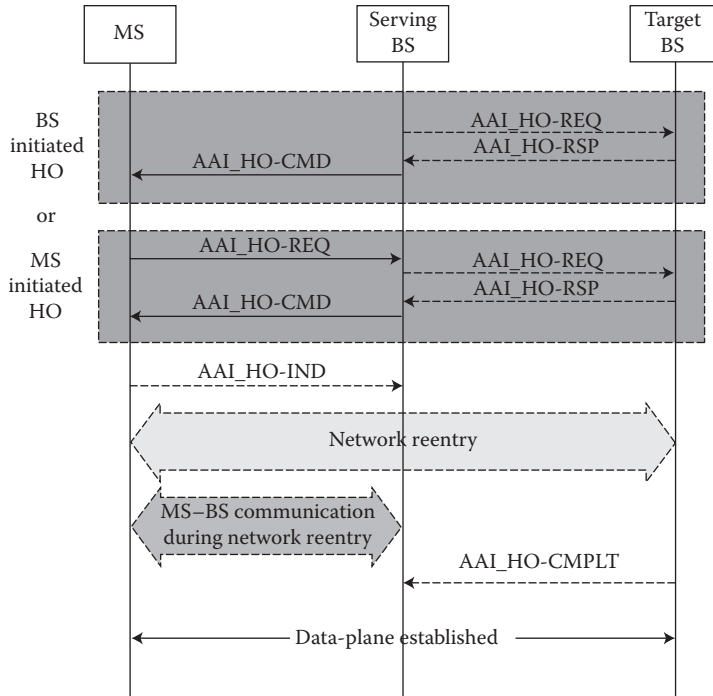 MS
Serving
BS
Target
BS
BS
initiated
HO
AAI_HO-REQ
AAI_HO-RSP
AAI_HO-CMD
or
MS
initiated
HO
AAI_HO-REQ
AAI_HO-REQ
AAI_HO-RSP
AAI_HO-CMD
AAI_HO-IND
Network reentry
MS–BS communication
during network reentry
AAI_HO-CMPLT
Data-plane established